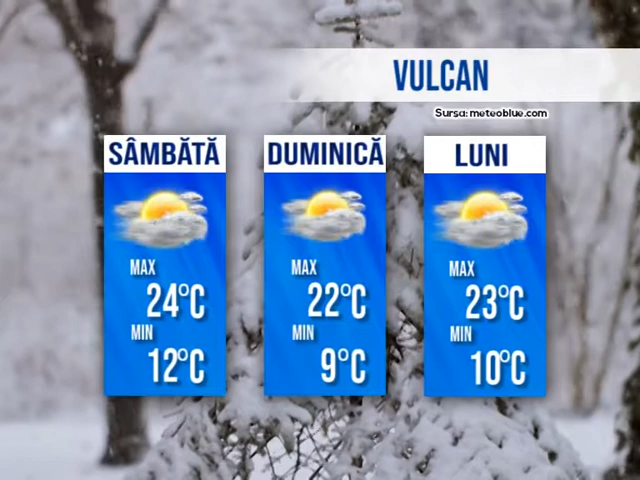 VULCAN
Sursa: meteoblue.com
SÂMBĂTĂ
MAX
24°C
MIN
12°C
DUMINICĂ
MAX
22°C
MIN
9°C
LUNI
MAX
23°C
MIN
10°C